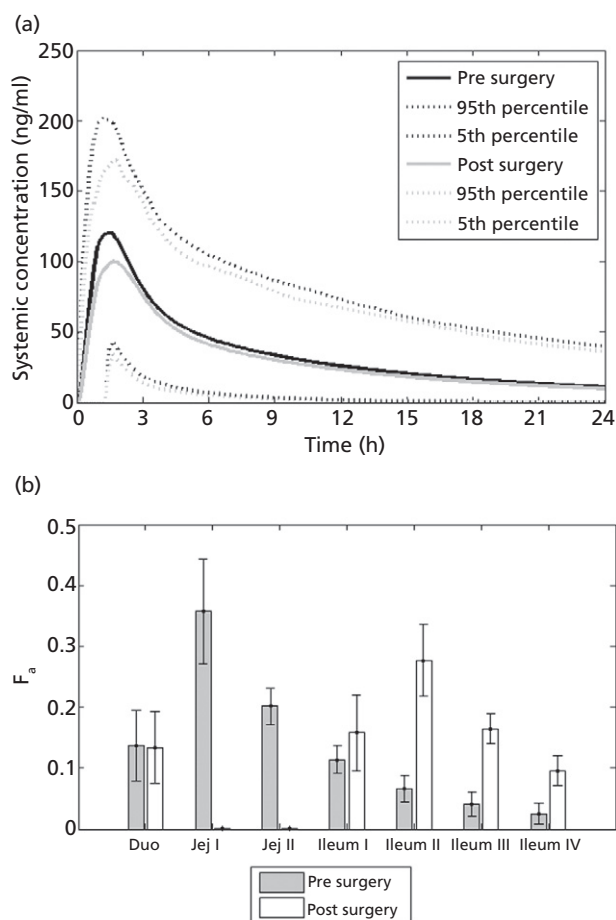 (a)
250
200
150
100
50
0
Systemic concentration (ng/ml)
Pre surgery
95th percentile
5th percentile
Post surgery
95th percentile
5th percentile
0 3 6 9 12 15 18 21 24
Time (h)
(b)
0.5
0.4
0.3
0.2
0.1
0
Fa
Duo Jej I Jej II Ileum I Ileum II Ileum III Ileum IV
Pre surgery
Post surgery